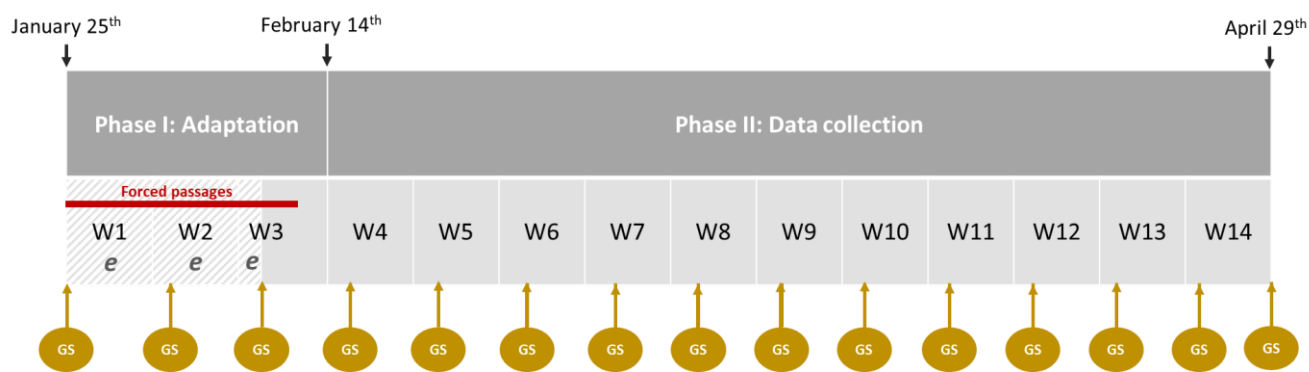 January 25th
February 14th
April 29th
Phase I: Adaptation
Phase II: Data collection
Forced passages
W1 W2 W3 W4 W5 W6 W7 W8 W9 W10 W11 W12 W13 W14
e e e
GS GS GS GS GS GS GS GS GS GS GS GS GS GS GS